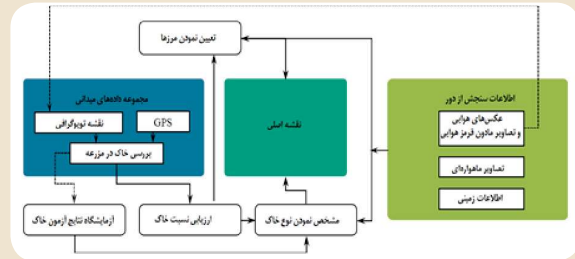 تعیین نمودن مرزها
مجموعه داده‌های میدانی
نقشه توپوگرافی
GPS
بررسی خاک در مزرعه
نقشه اصلی
اطلاعات سنجش از دور
عکس‌های هوایی
و تصاویر مادون قرمز هوایی
تصاویر ماهواره‌ای
اطلاعات زمینی
آزمایشگاه نتایج آزمون خاک
ارزیابی نسبت خاک
مشخص نمودن نوع خاک